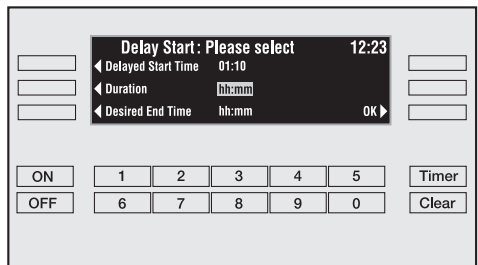 Delay Start: Please select 12:23
Delayed Start Time 01:10
Duration hh:mm
Desired End Time hh:mm OK
ON 1 2 3 4 5 Timer
OFF 6 7 8 9 0 Clear